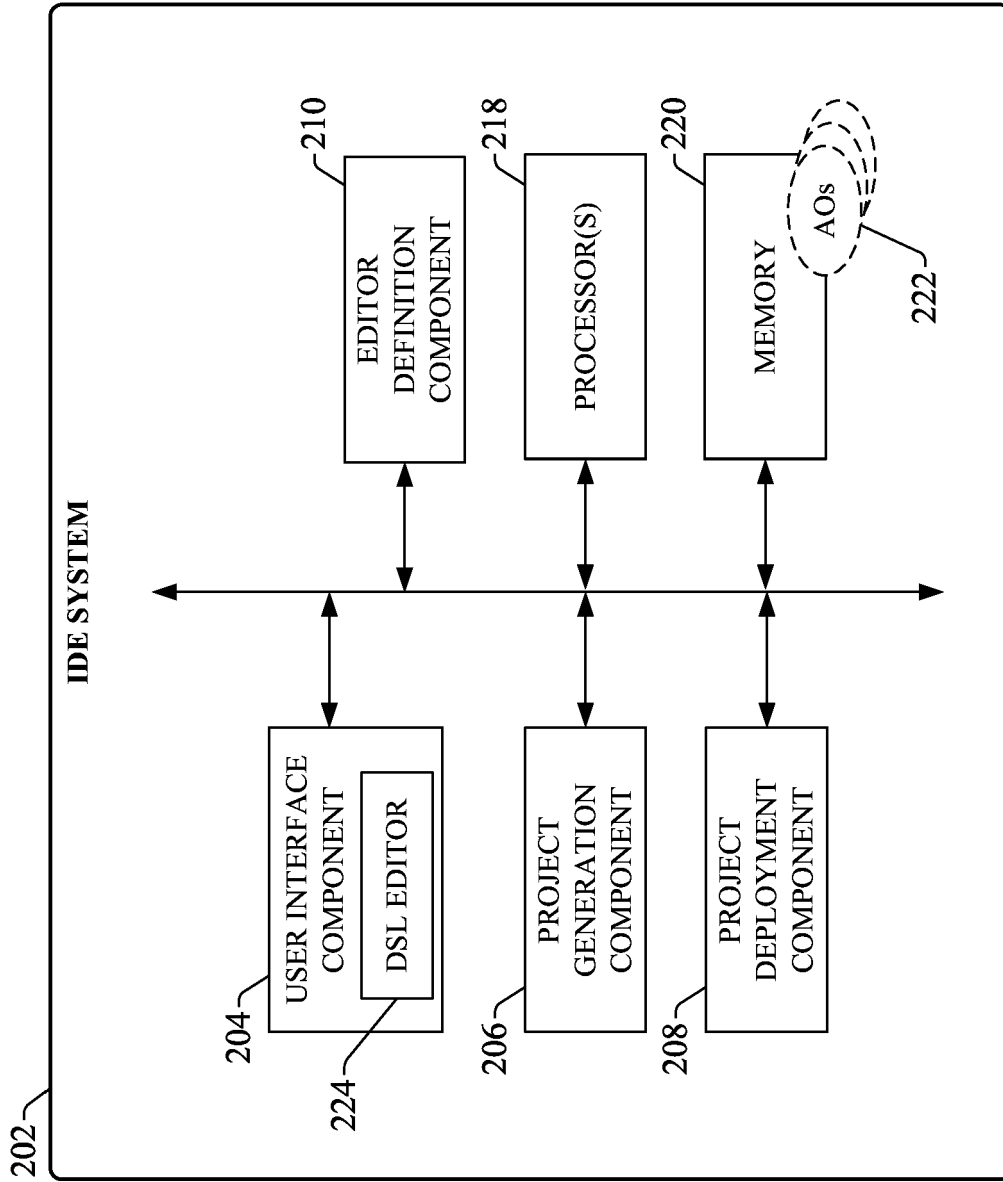 202
IDE SYSTEM
204
USER INTERFACE
COMPONENT
DSL EDITOR
224
206
PROJECT
GENERATION
COMPONENT
208
PROJECT
DEPLOYMENT
COMPONENT
210
EDITOR
DEFINITION
COMPONENT
218
PROCESSOR(S)
220
MEMORY
AOs
222